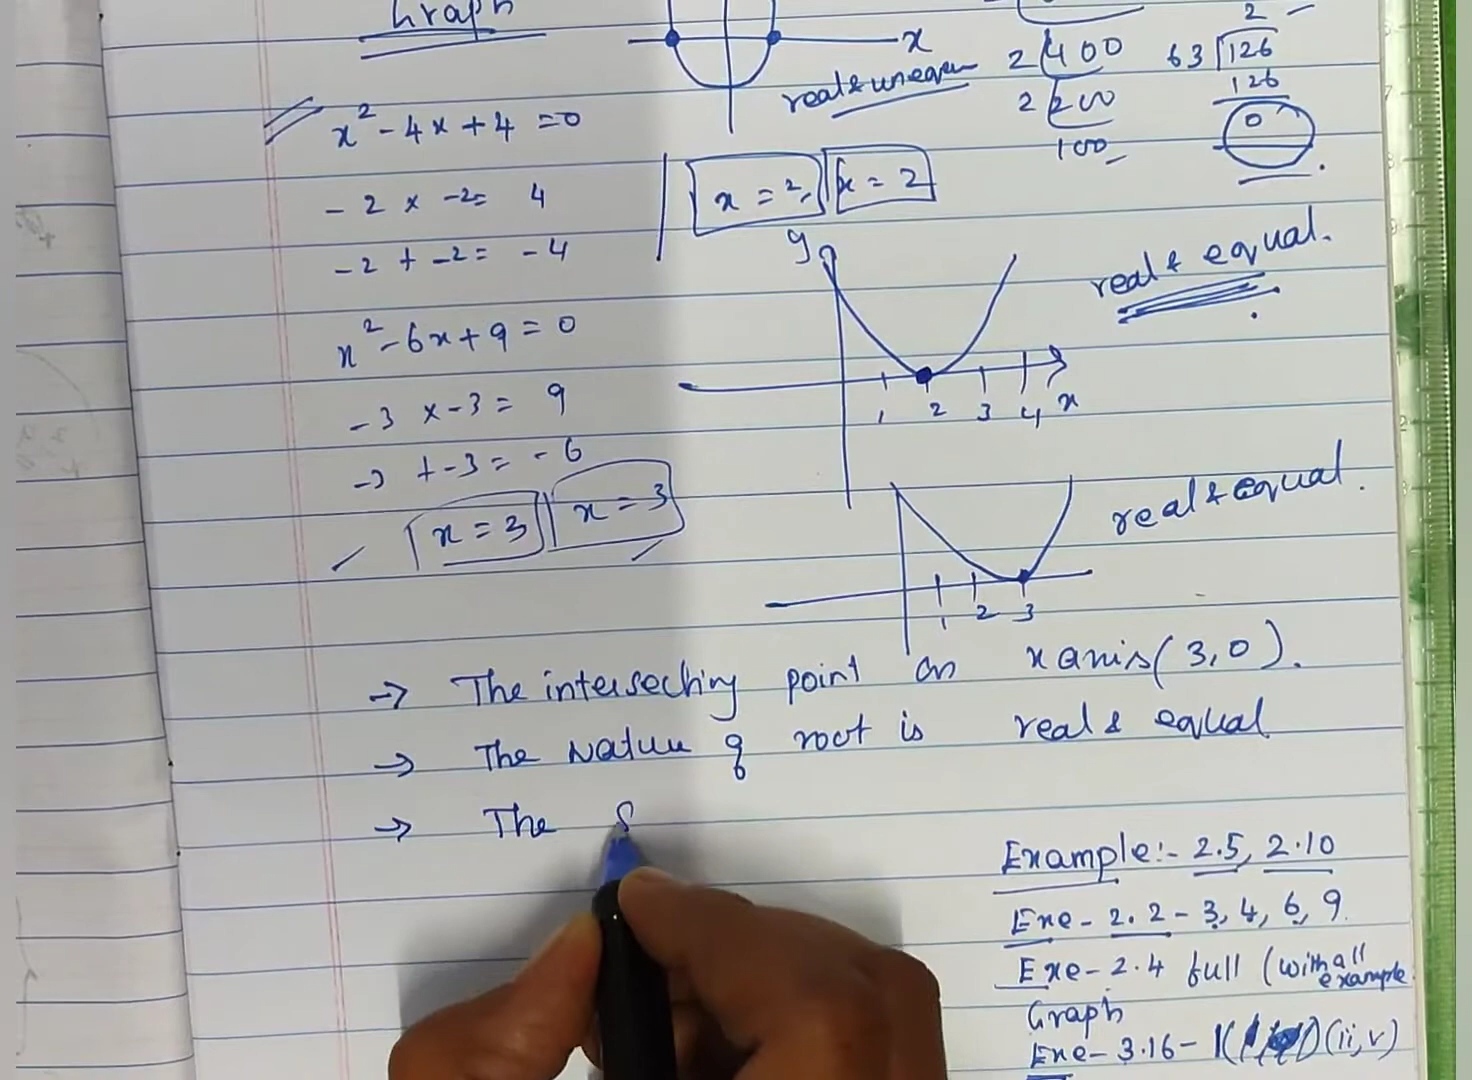 Graph
x
real & unequal
2 400
2 200
100
2
63 126
126
0
x² - 4x + 4 = 0
- 2 x -2 = 4
- 2 + -2 = - 4
x = 2, x = 2
y
real & equal.
1 2 3 4 x
x² - 6x + 9 = 0
- 3 x - 3 = 9
- 3 + - 3 = - 6
x = 3 x = 3
real & equal.
1 2 3
→ The intersecting point on x axis (3,0).
→ The Nature of root is real & equal
→ The S
Example:- 2.5, 2.10
Exe - 2.2 - 3, 4, 6, 9.
Exe - 2.4 full (with all example
Graph
Exe - 3.16 - 1( ) (ii, v)